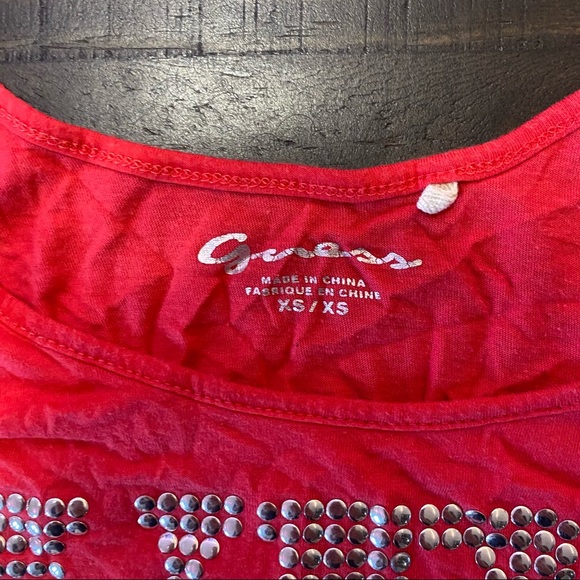 Guess
MADE IN CHINA
FABRIQUE EN CHINE
XS/XS